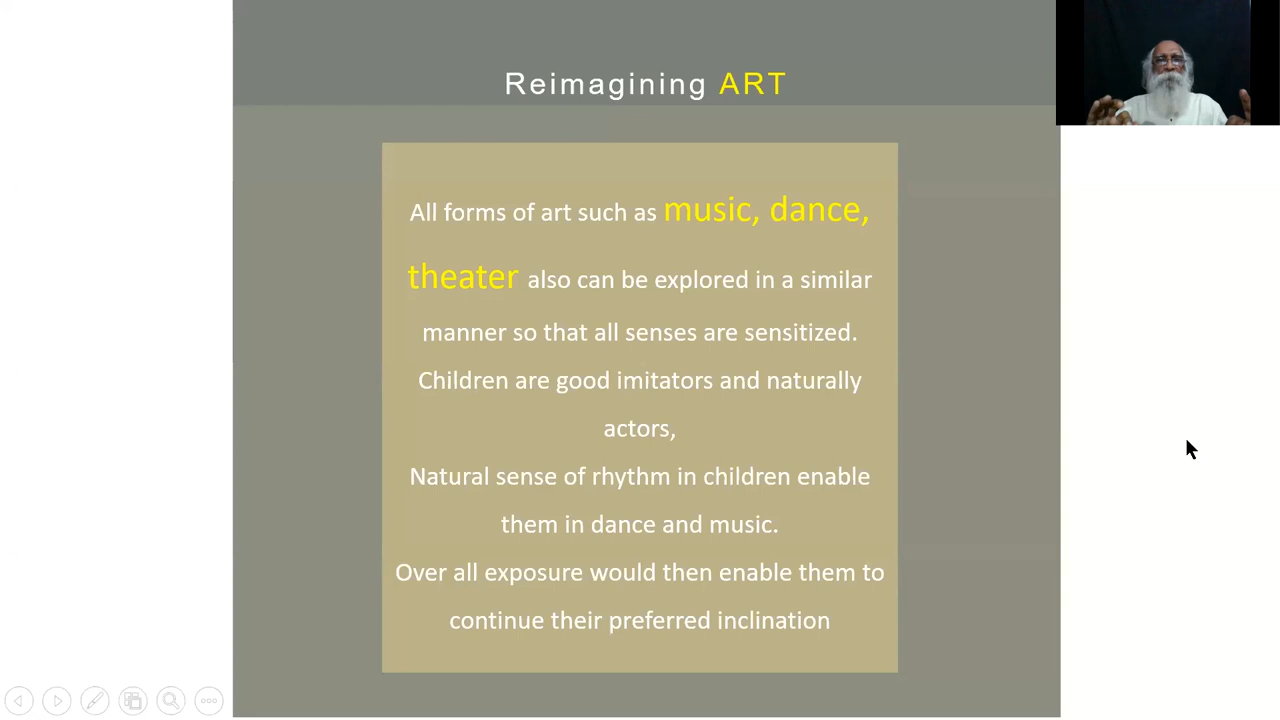 Reimagining ART
All forms of art such as music, dance,
theater also can be explored in a similar
manner so that all senses are sensitized.
Children are good imitators and naturally
actors,
Natural sense of rhythm in children enable
them in dance and music.
Over all exposure would then enable them to
continue their preferred inclination